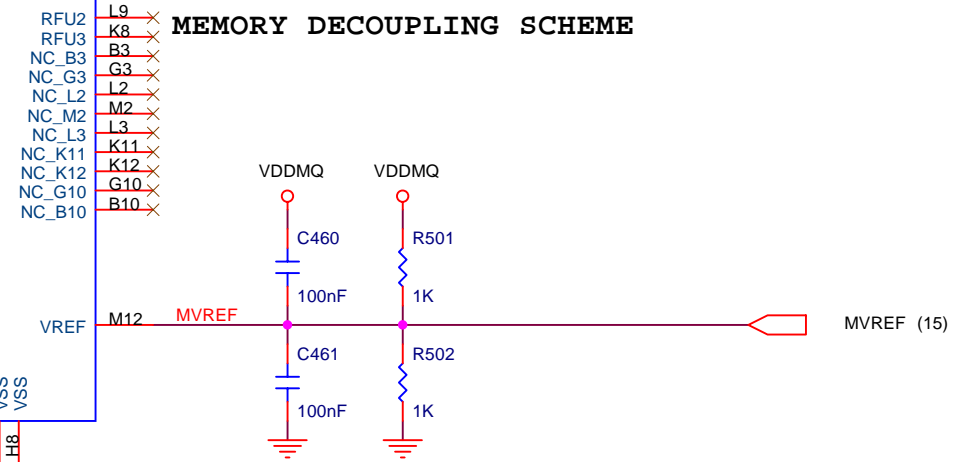 RFU2 L9
MEMORY DECOUPLING SCHEME
RFU3 K8
NC_B3 B3
NC_G3 G3
NC_L2 L2
NC_M2 M2
NC_L3 L3
NC_K11 K11
NC_K12 K12
NC_G10 G10
NC_B10 B10
VDDMQ VDDMQ
C460 R501
100nF 1K
VREF M12 MVREF MVREF (15)
C461 R502
100nF 1K
VSS
VSS
H8